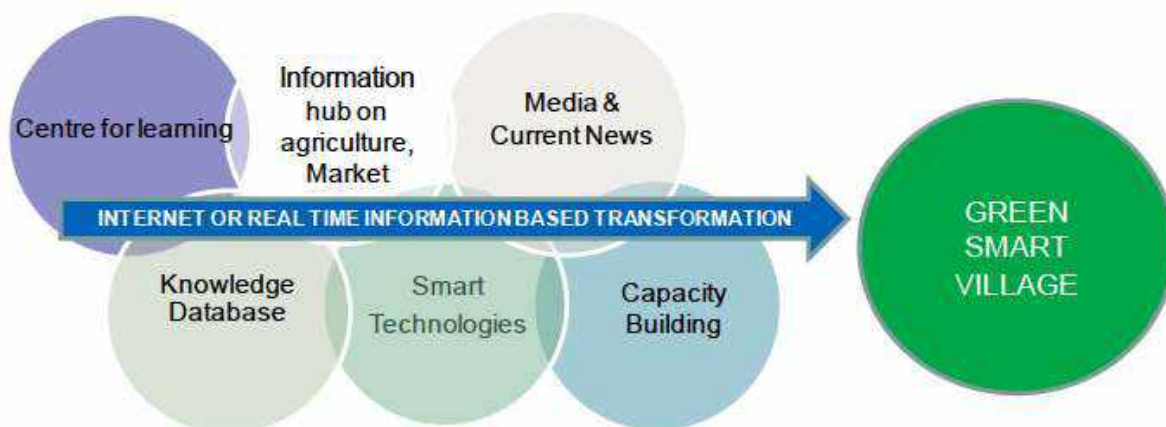 Centre for learning
Information
hub on
agriculture,
Market
Media &
Current News
INTERNET OR REAL TIME INFORMATION BASED TRANSFORMATION
Knowledge
Database
Smart
Technologies
Capacity
Building
GREEN
SMART
VILLAGE